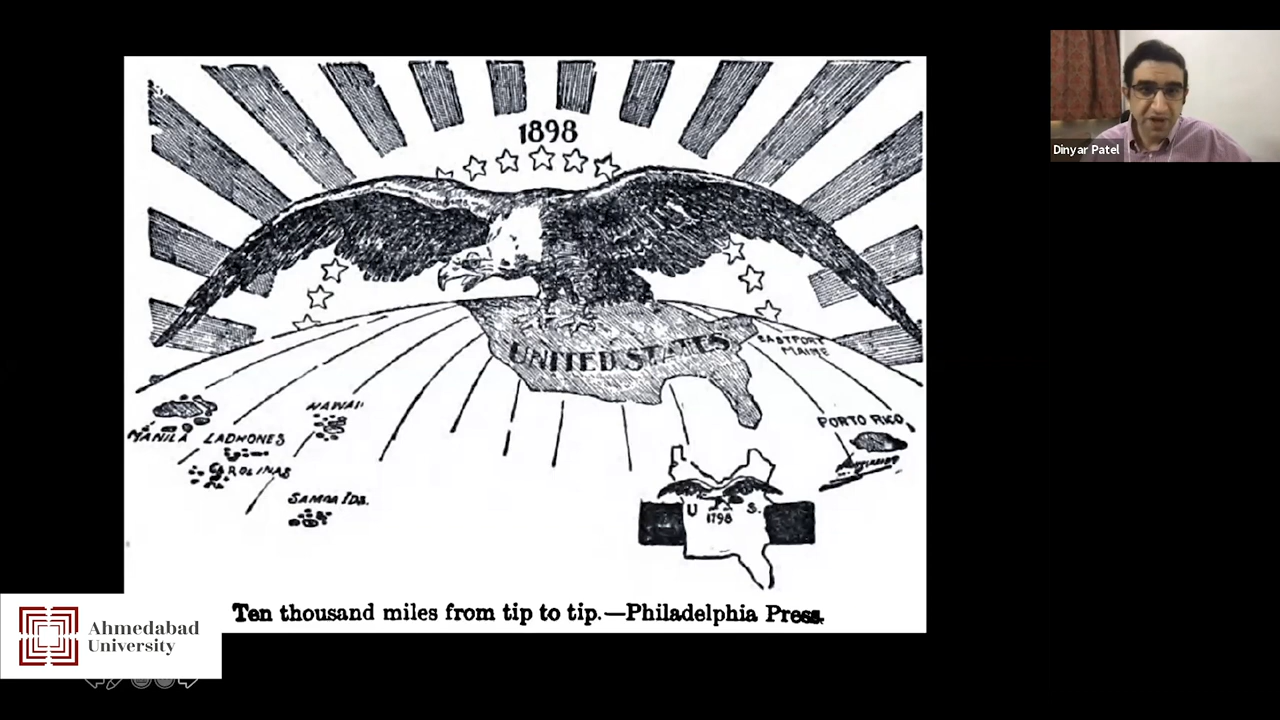 1898
UNITED STATES
EASTPORT
MAINE
HAWAII
MANILA
LADRONES
CAROLINAS
SAMOA IDS.
PORTO RICO
U S.
1798
Ten thousand miles from tip to tip.—Philadelphia Press.
Dinyar Patel
Ahmedabad
University